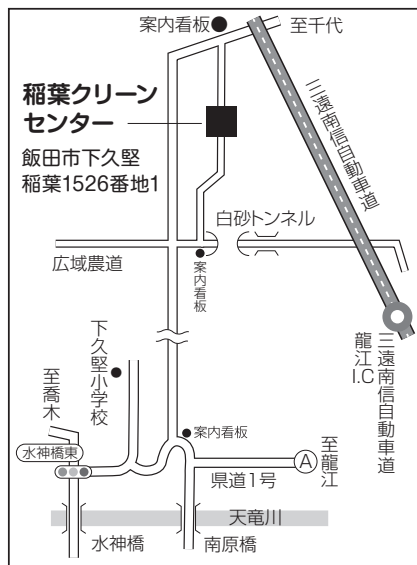 案内看板
至千代
稲葉クリーン
センター
飯田市下久堅
稲葉1526番地1
三遠南信自動車道
白砂トンネル
広域農道
案内看板
三遠南信自動車道
龍江I.C
下久堅小学校
至喬木
案内看板
水神橋東
至龍江
A
県道1号
天竜川
水神橋
南原橋